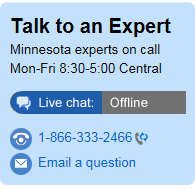 Talk to an Expert
Minnesota experts on call
Mon-Fri 8:30-5:00 Central
Live chat: Offline
1-866-333-2466
Email a question